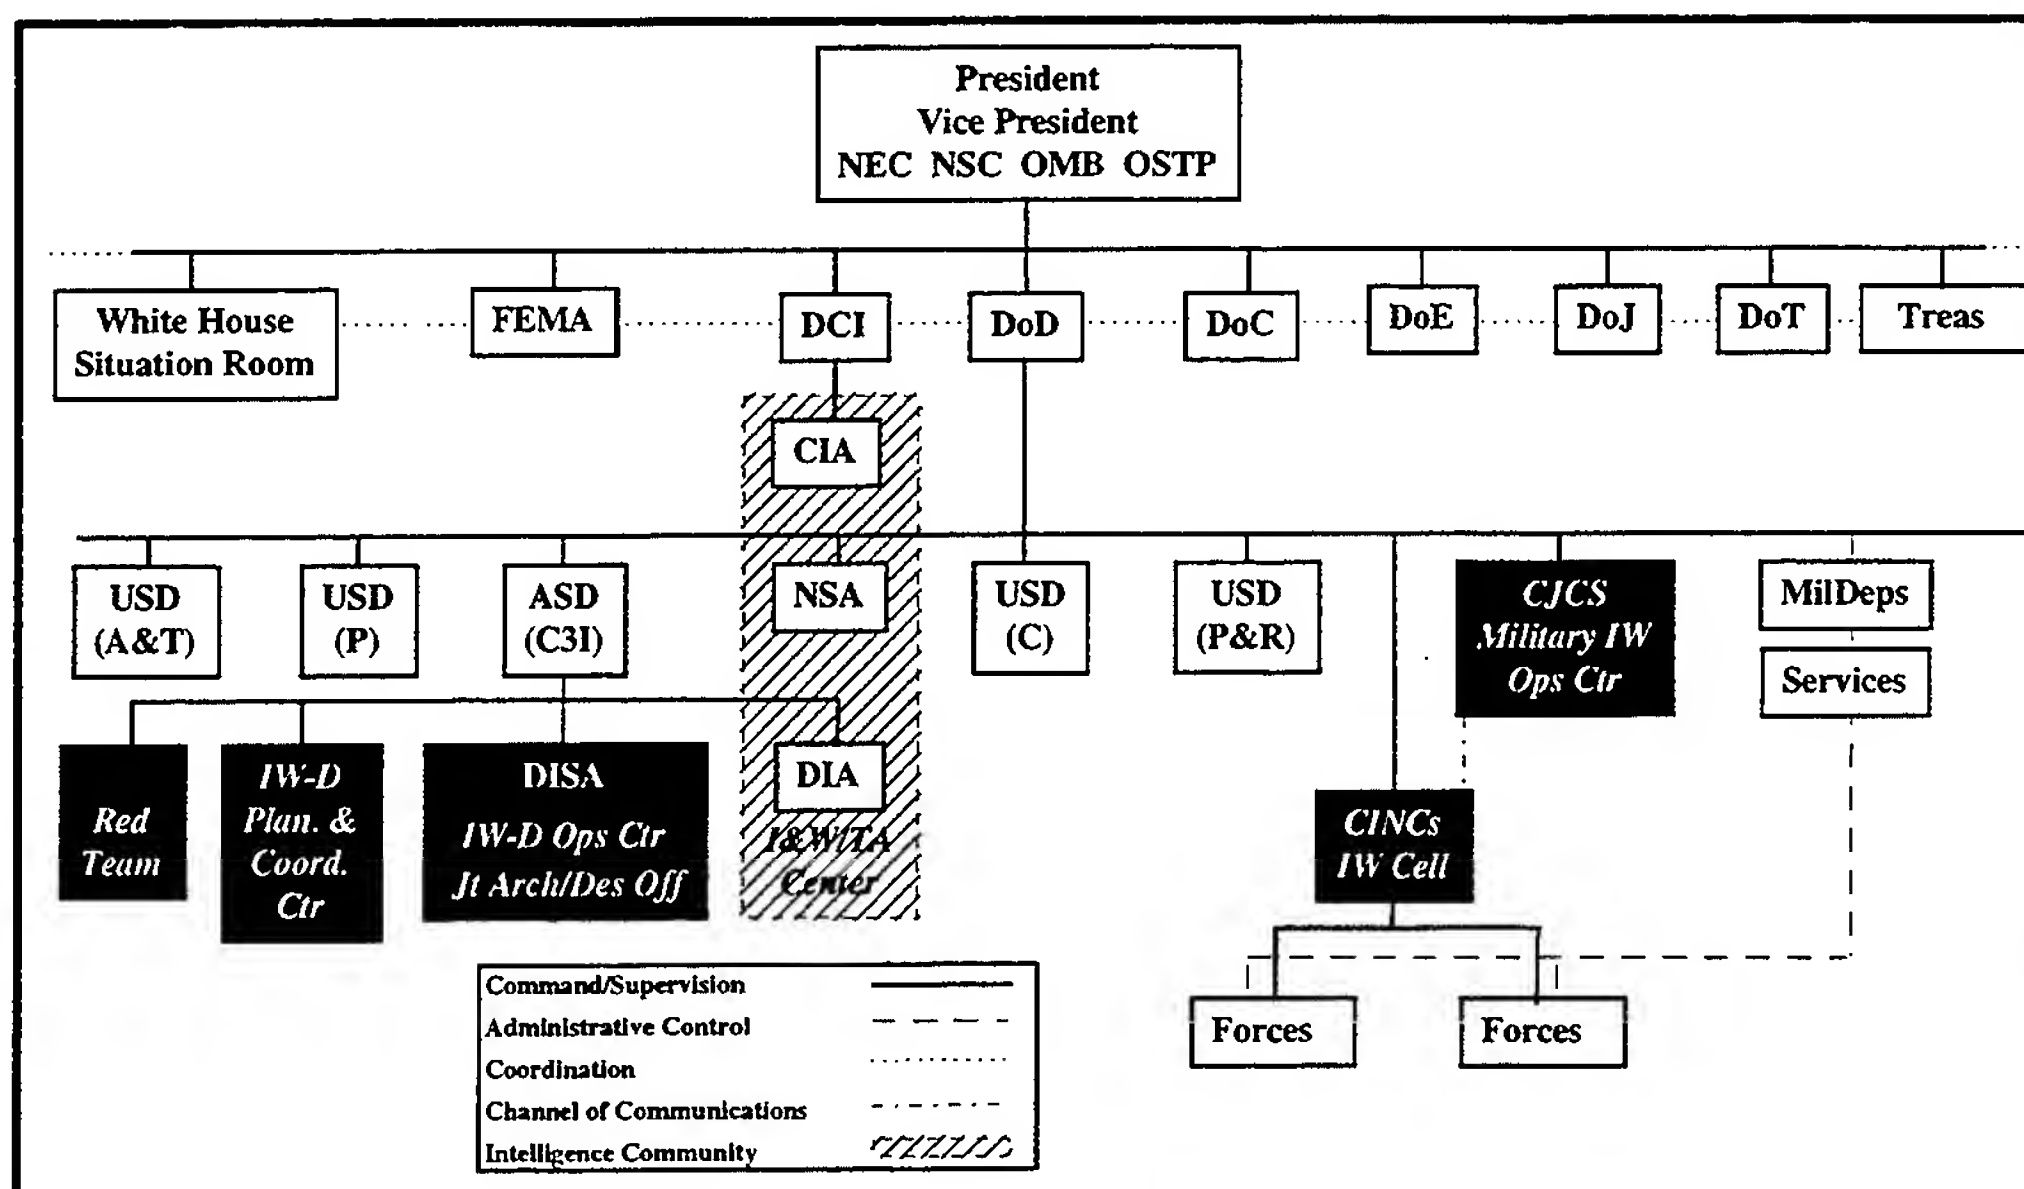 President
Vice President
NEC NSC OMB OSTP
White House
Situation Room
FEMA
DCI
DoD
DoC
DoE
DoJ
DoT
Treas
CIA
USD
(A&T)
USD
(P)
ASD
(C3I)
NSA
USD
(C)
USD
(P&R)
CJCS
Military IW
Ops Ctr
MilDeps
Services
Red
Team
IW-D
Plan. &
Coord.
Ctr
DISA
IW-D Ops Ctr
Jt Arch/Des Off
DIA
I&W/TA
Center
CINCs
IW Cell
Forces
Forces
Command/Supervision
Administrative Control
Coordination
Channel of Communications
Intelligence Community